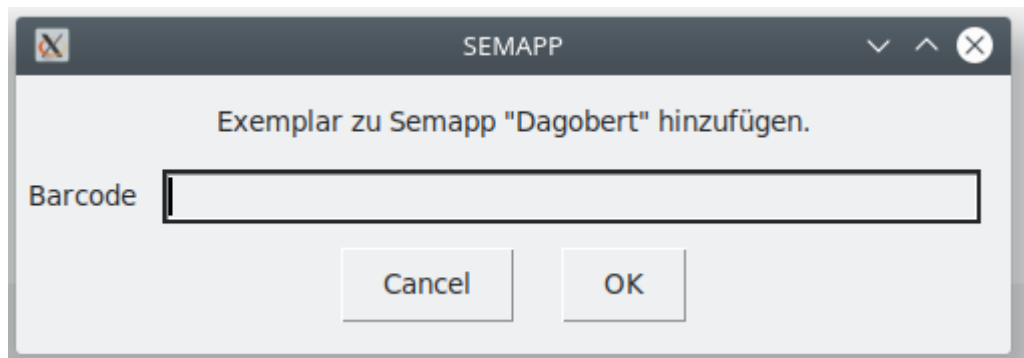 SEMAPP
Exemplar zu Semapp "Dagobert" hinzufügen.
Barcode
Cancel OK